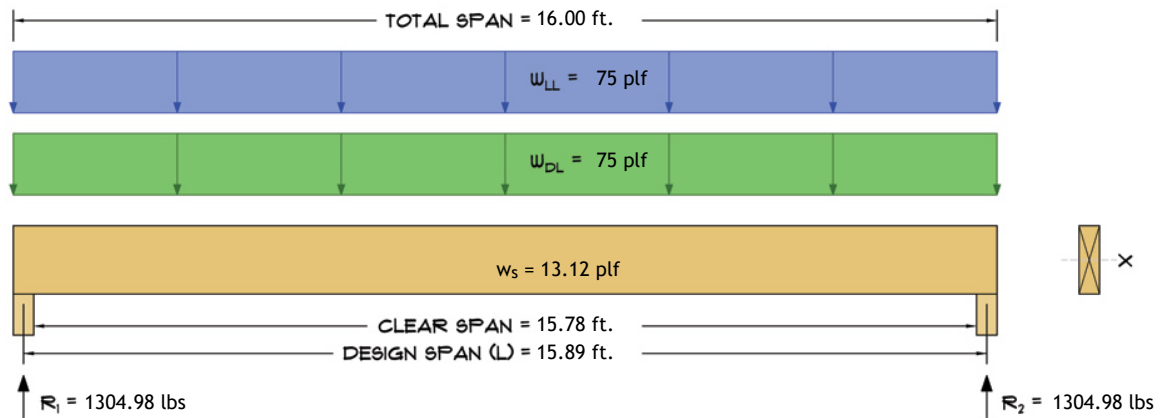 TOTAL SPAN = 16.00 ft.
WLL = 75 plf
WDL = 75 plf
ws = 13.12 plf
X
CLEAR SPAN = 15.78 ft.
DESIGN SPAN (L) = 15.89 ft.
R1 = 1304.98 lbs
R2 = 1304.98 lbs